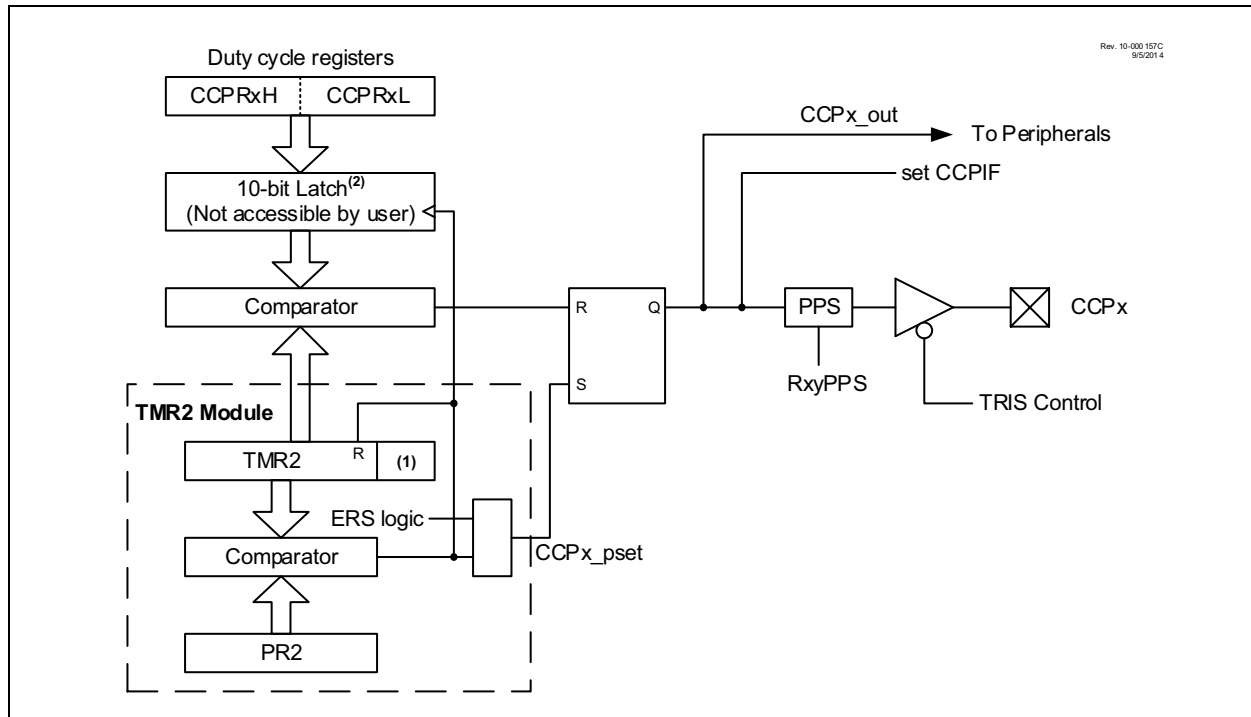 Rev. 10-000 157C
9/5/201 4
Duty cycle registers
CCPRxH
CCPRxL
CCPx_out
To Peripherals
set CCPIF
10-bit Latch(2)
(Not accessible by user)
Comparator
R
Q
S
PPS
CCPx
RxyPPS
TRIS Control
TMR2 Module
TMR2
R
(1)
ERS logic
Comparator
CCPx_pset
PR2